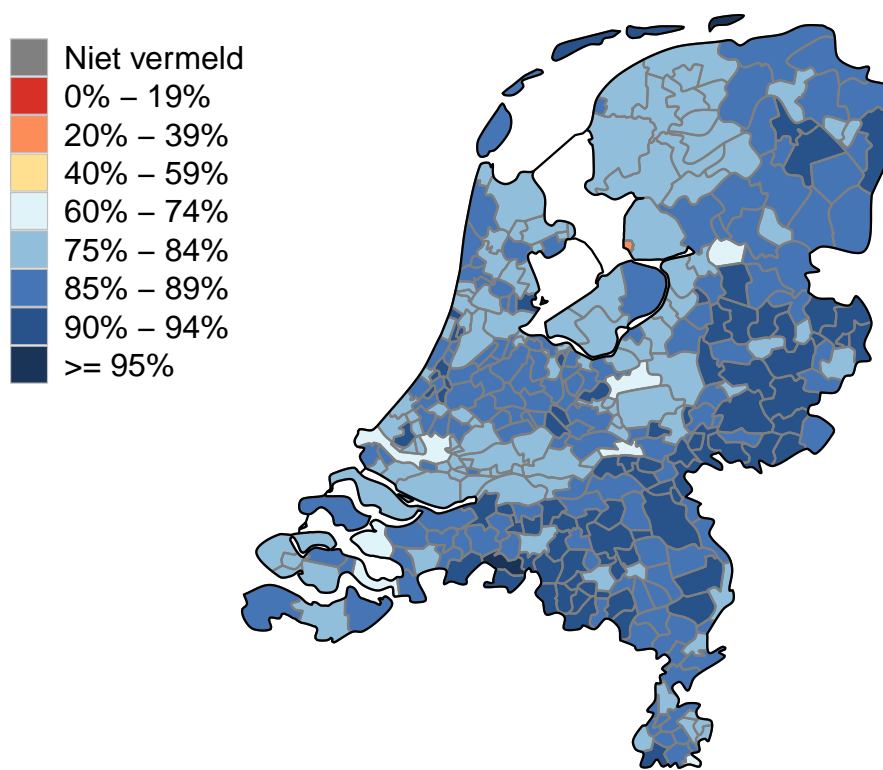 Niet vermeld
0% – 19%
20% – 39%
40% – 59%
60% – 74%
75% – 84%
85% – 89%
90% – 94%
>= 95%